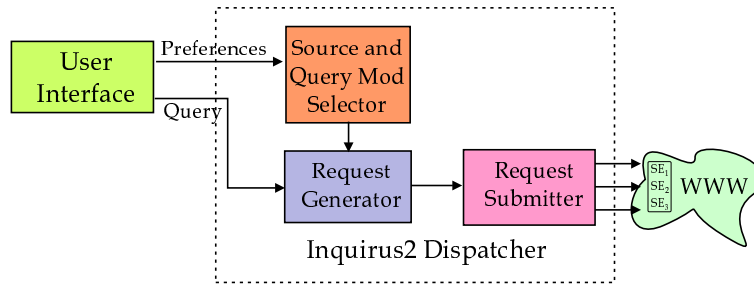 User
Interface
Preferences
Query
Source and
Query Mod
Selector
Request
Generator
Request
Submitter
SE1
SE2
SE3
WWW
Inquirus2 Dispatcher